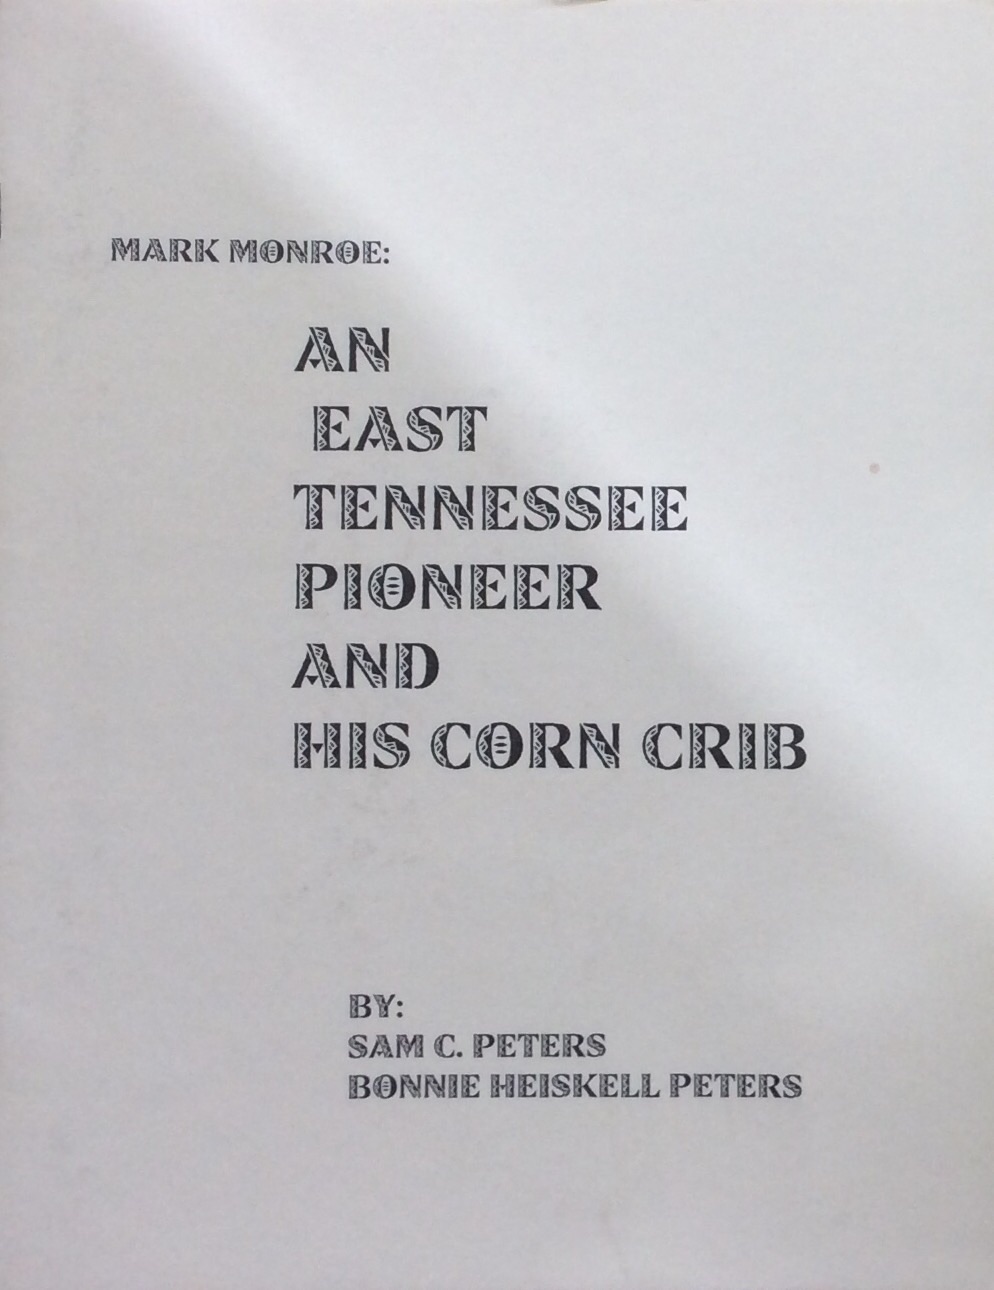 MARK MONROE:
AN
EAST
TENNESSEE
PIONEER
AND
HIS CORN CRIB
BY:
SAM C. PETERS
BONNIE HEISKELL PETERS